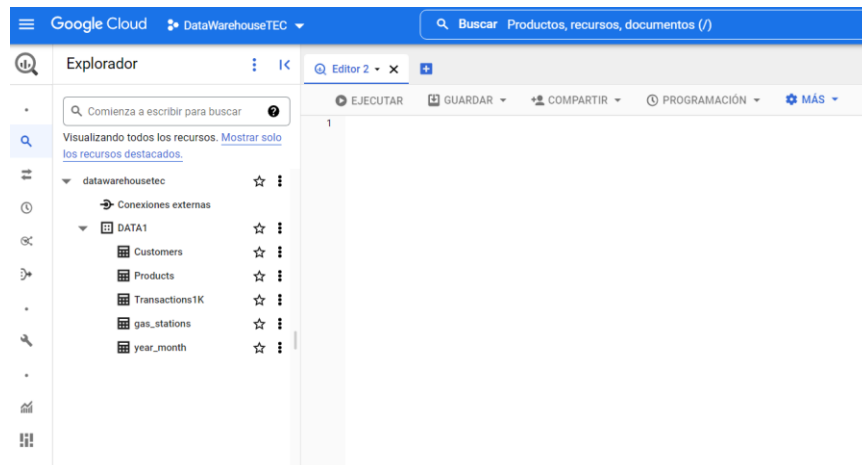 Google Cloud DataWarehouseTEC Buscar Productos, recursos, documentos (/)
Explorador
Editor 2
Comienza a escribir para buscar
EJECUTAR GUARDAR COMPARTIR PROGRAMACIÓN MÁS
1
Visualizando todos los recursos. Mostrar solo
los recursos destacados.
datawarehousetec
Conexiones externas
DATA1
Customers
Products
Transactions1K
gas_stations
year_month